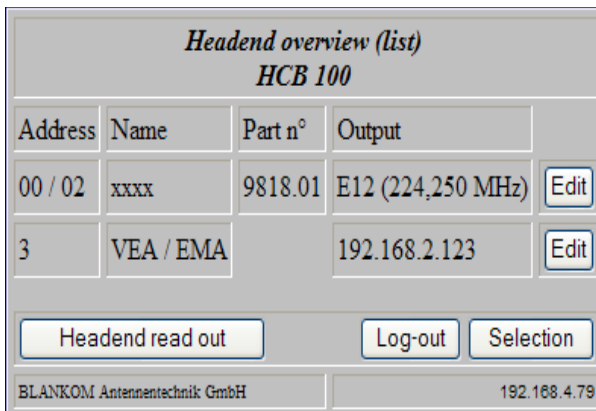 Headend overview (list)
HCB 100
Address Name Part n° Output
00 / 02 xxxx 9818.01 E12 (224,250 MHz) Edit
3 VEA / EMA 192.168.2.123 Edit
Headend read out Log-out Selection
BLANKOM Antennentechnik GmbH 192.168.4.79